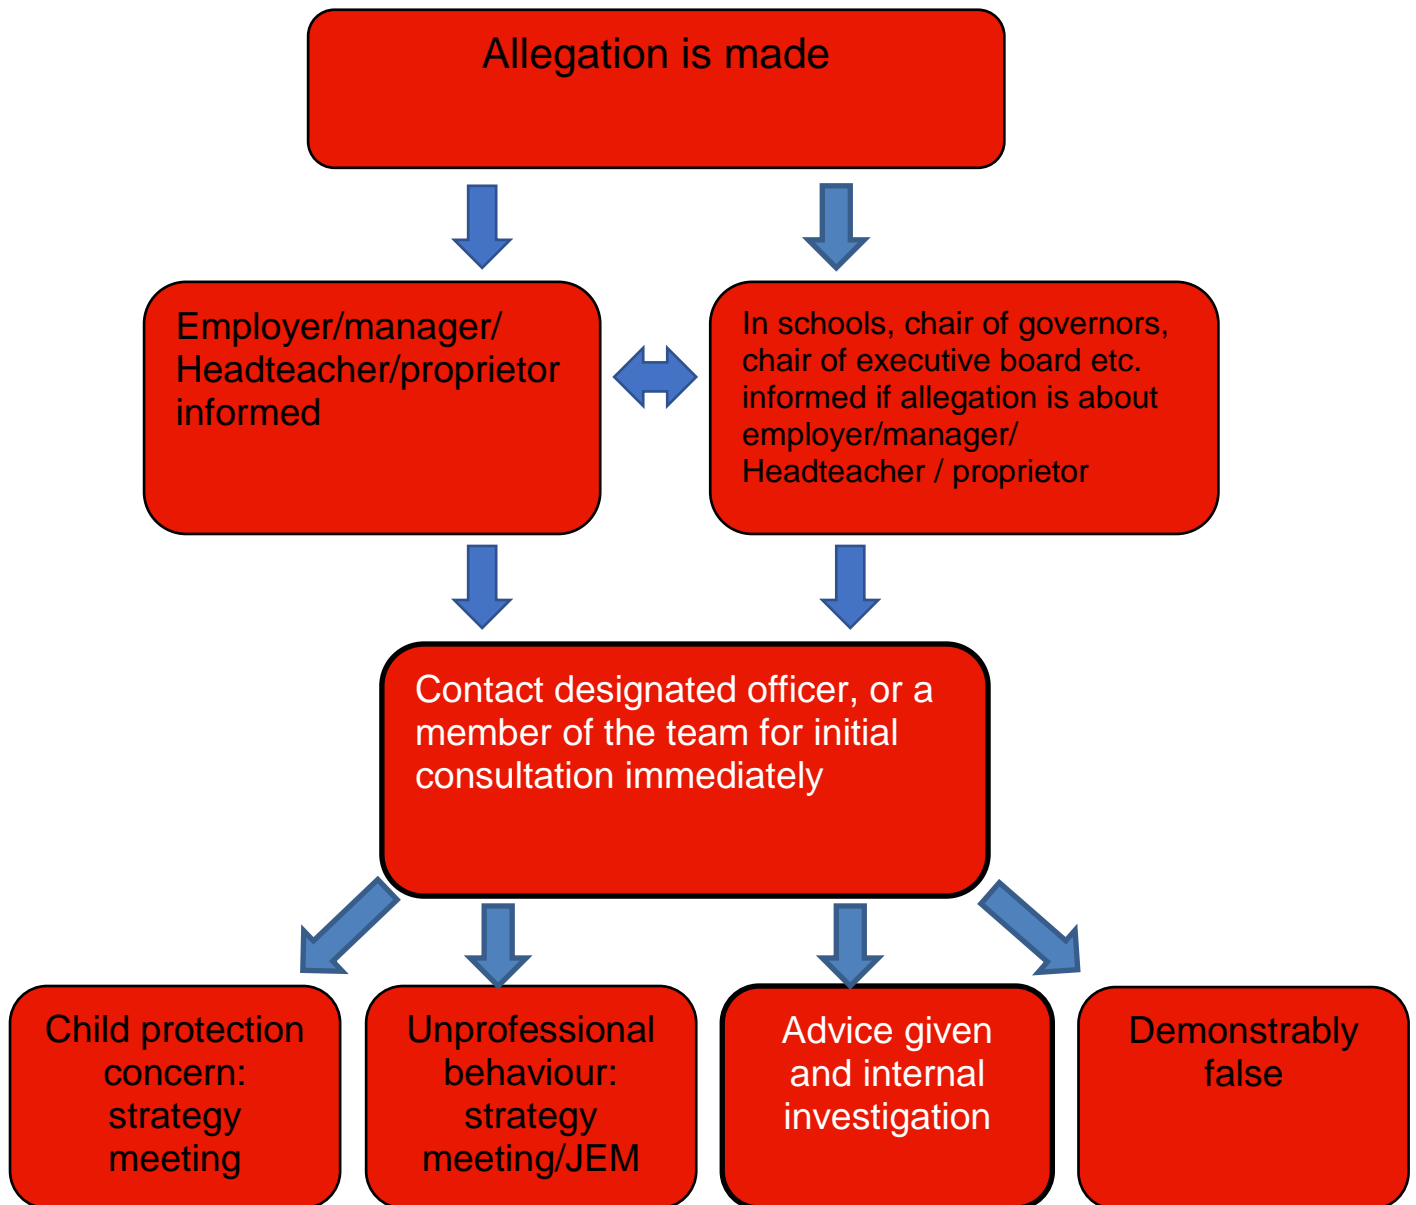 Allegation is made
Employer/manager/
Headteacher/proprietor
informed
In schools, chair of governors,
chair of executive board etc.
informed if allegation is about
employer/manager/
Headteacher / proprietor
Contact designated officer, or a
member of the team for initial
consultation immediately
Child protection
concern:
strategy
meeting
Unprofessional
behaviour:
strategy
meeting/JEM
Advice given
and internal
investigation
Demonstrably
false